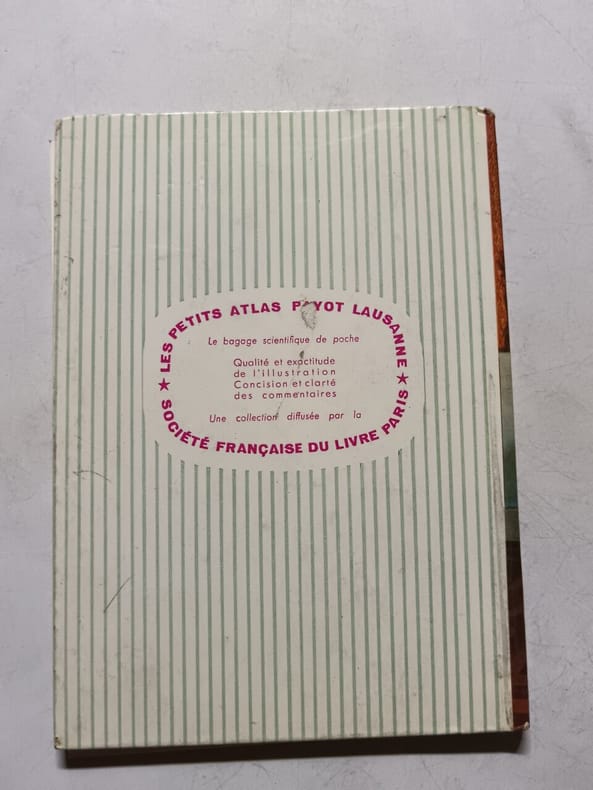 ★ LES PETITS ATLAS PAYOT LAUSANNE ★
Le bagage scientifique de poche
Qualité et exactitude
de l'illustration
Concision et clarté
des commentaires
Une collection diffusée par la
SOCIÉTÉ FRANÇAISE DU LIVRE PARIS